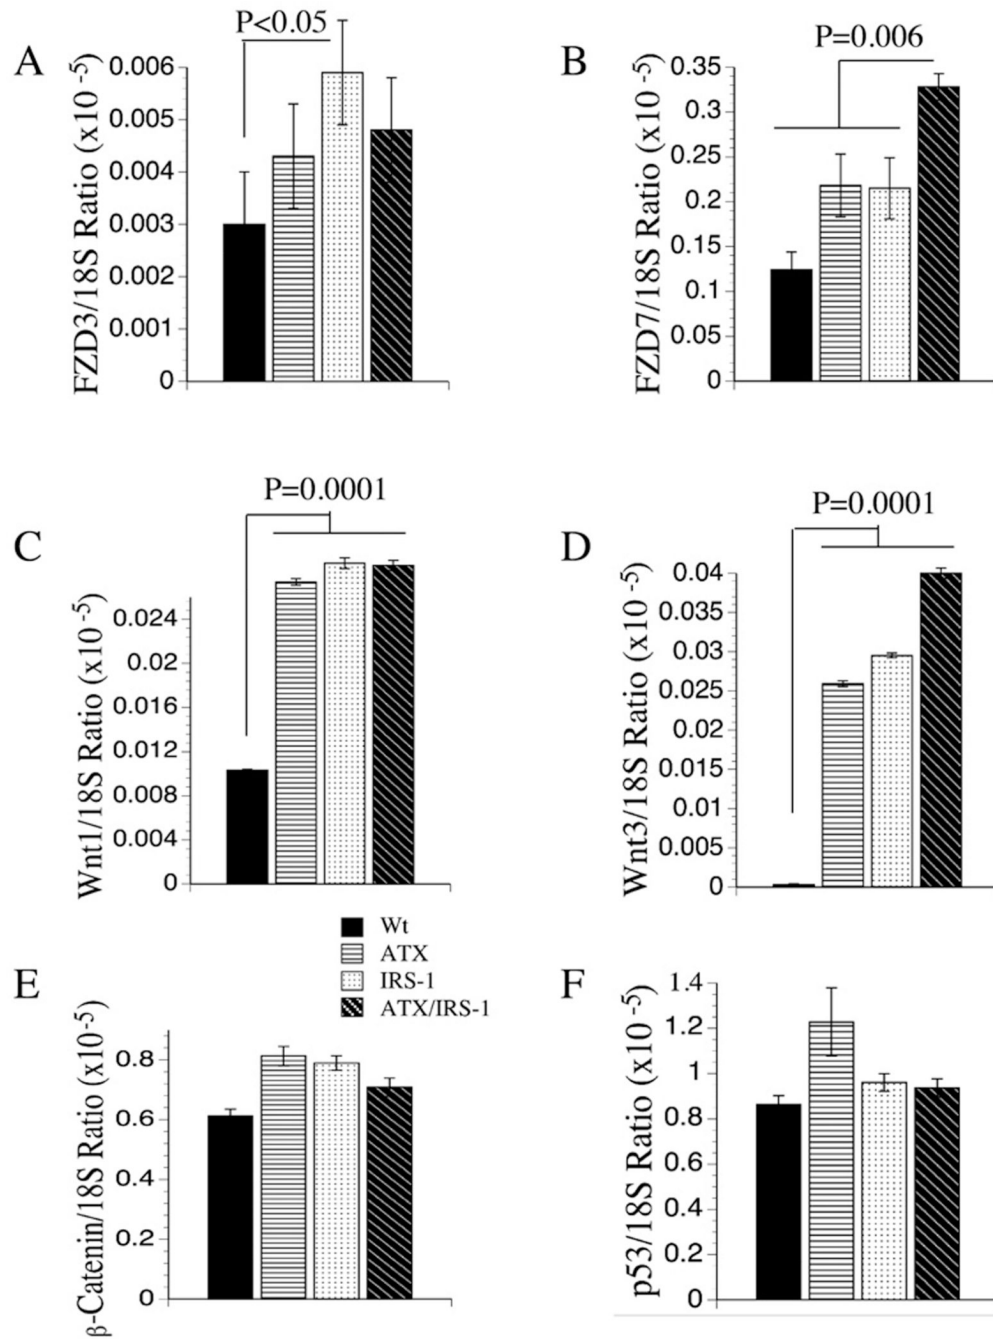 A
P<0.05
FZD3/18S Ratio (x10 -5)
0.006
0.005
0.004
0.003
0.002
0.001
0
B
P=0.006
FZD7/18S Ratio (x10 -5)
0.35
0.3
0.25
0.2
0.15
0.1
0.05
0
C
P=0.0001
Wnt1/18S Ratio (x10 -5)
0.024
0.02
0.016
0.012
0.008
0.004
0
D
P=0.0001
Wnt3/18S Ratio (x10 -5)
0.04
0.035
0.03
0.025
0.02
0.015
0.01
0.005
0
Wt
ATX
IRS-1
ATX/IRS-1
E
β-Catenin/18S Ratio (x10-5)
0.8
0.6
0.4
0.2
0
F
p53/18S Ratio (x10 -5)
1.4
1.2
1
0.8
0.6
0.4
0.2
0